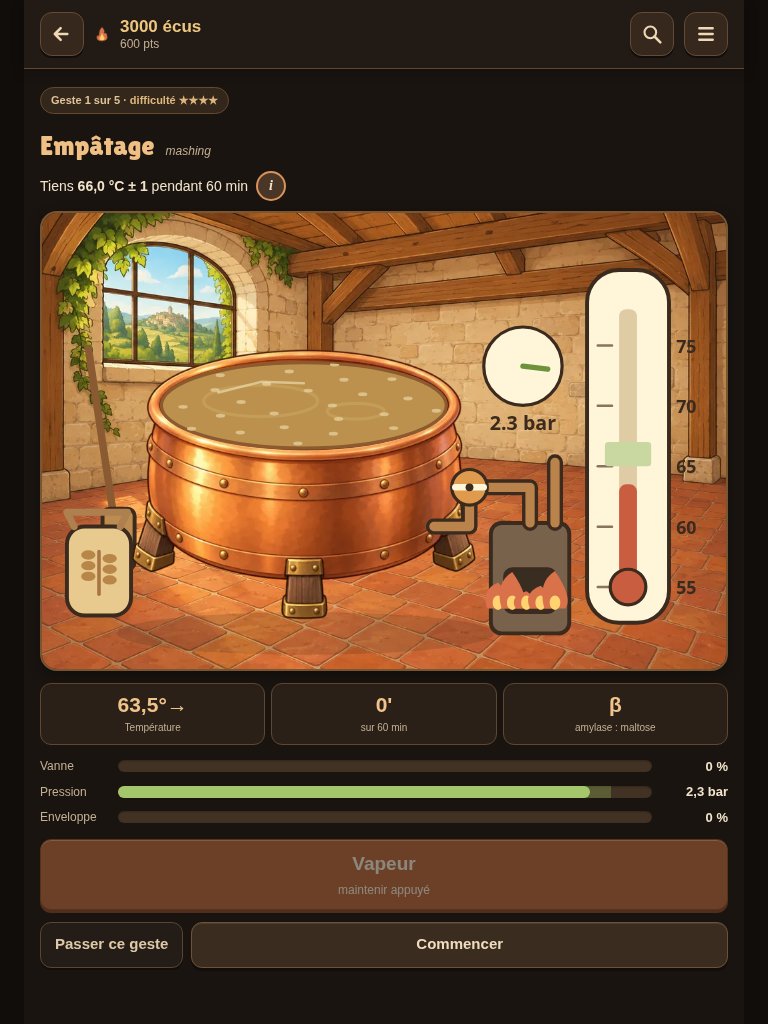 3000 écus
600 pts
Geste 1 sur 5 · difficulté ★★★★
Empâtage mashing
Tiens 66,0 °C ± 1 pendant 60 min i
75
70
2.3 bar
65
60
55
63,5°→
Température
0'
sur 60 min
β
amylase : maltose
Vanne 0 %
Pression 2,3 bar
Enveloppe 0 %
Vapeur
maintenir appuyé
Passer ce geste
Commencer